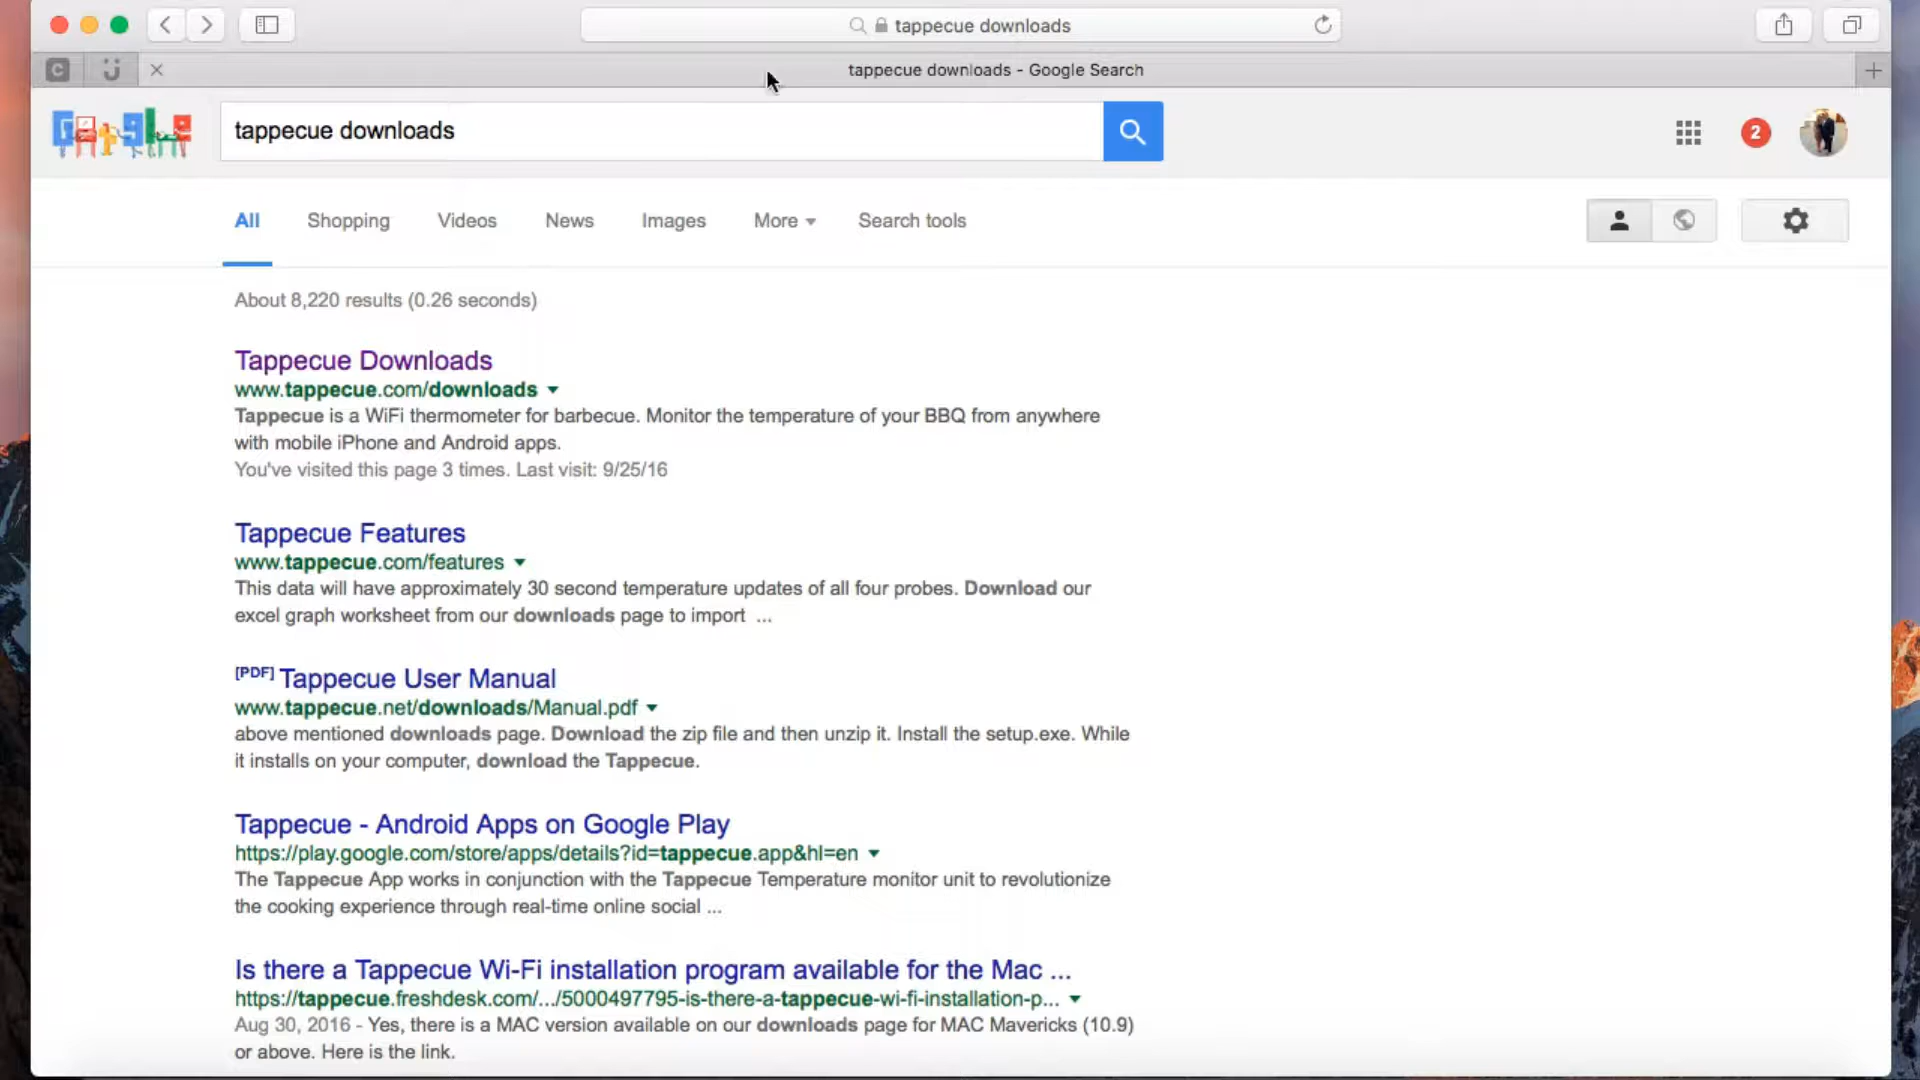 tappecue downloads
C
tappecue downloads - Google Search
Google
tappecue downloads
2
All Shopping Videos News Images More Search tools
About 8,220 results (0.26 seconds)
Tappecue Downloads
www.tappecue.com/downloads
Tappecue is a WiFi thermometer for barbecue. Monitor the temperature of your BBQ from anywhere
with mobile iPhone and Android apps.
You've visited this page 3 times. Last visit: 9/25/16
Tappecue Features
www.tappecue.com/features
This data will have approximately 30 second temperature updates of all four probes. Download our
excel graph worksheet from our downloads page to import ...
[PDF] Tappecue User Manual
www.tappecue.net/downloads/Manual.pdf
above mentioned downloads page. Download the zip file and then unzip it. Install the setup.exe. While
it installs on your computer, download the Tappecue.
Tappecue - Android Apps on Google Play
https://play.google.com/store/apps/details?id=tappecue.app&hl=en
The Tappecue App works in conjunction with the Tappecue Temperature monitor unit to revolutionize
the cooking experience through real-time online social ...
Is there a Tappecue Wi-Fi installation program available for the Mac ...
https://tappecue.freshdesk.com/.../5000497795-is-there-a-tappecue-wi-fi-installation-p...
Aug 30, 2016 - Yes, there is a MAC version available on our downloads page for MAC Mavericks (10.9)
or above. Here is the link.